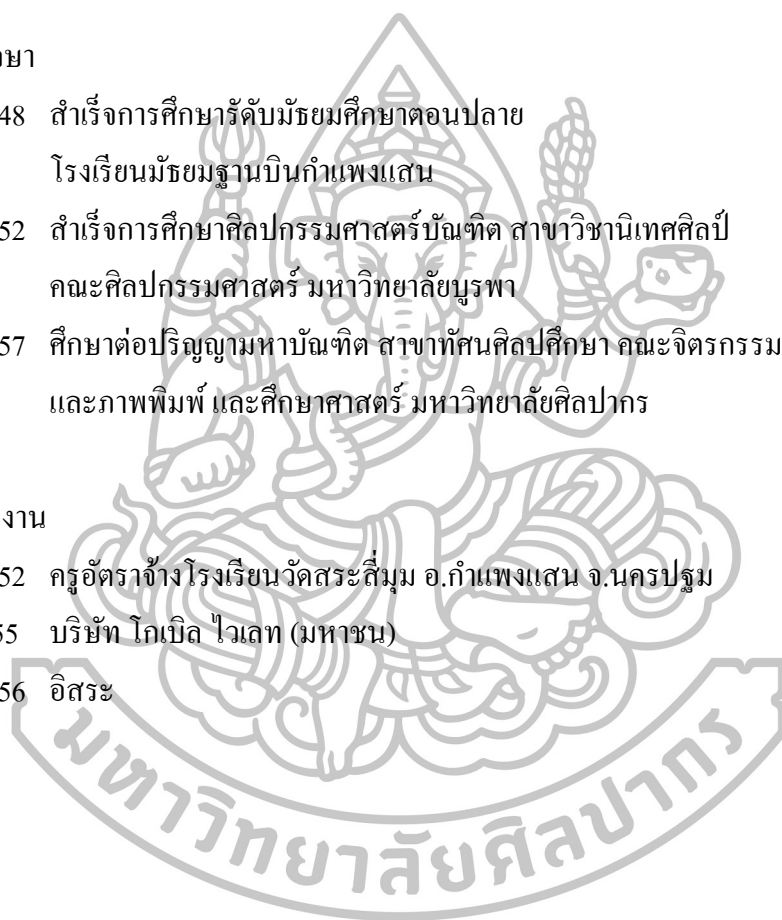 ษา
48 สำเร็จการศึกษารัดับมัธยมศึกษาตอนปลาย
โรงเรียนมัธยมฐานบินกำแพงแสน
52 สำเร็จการศึกษาศิลปกรรมศาสตร์บัณฑิต สาขาวิชานิเทศศิลป์
คณะศิลปกรรมศาสตร์ มหาวิทยาลัยบูรพา
57 ศึกษาต่อปริญญามหาบัณฑิต สาขาทัศนศิลปศึกษา คณะจิตรกรรม
และภาพพิมพ์ และศึกษาศาสตร์ มหาวิทยาลัยศิลปากร
งาน
52 ครูอัตราจ้างโรงเรียนวัดสระสี่มุม อ.กำแพงแสน จ.นครปฐม
55 บริษัท โกเบิล ไวเลท (มหาชน)
56 อิสระ
มหาวิทยาลัยศิลปากร